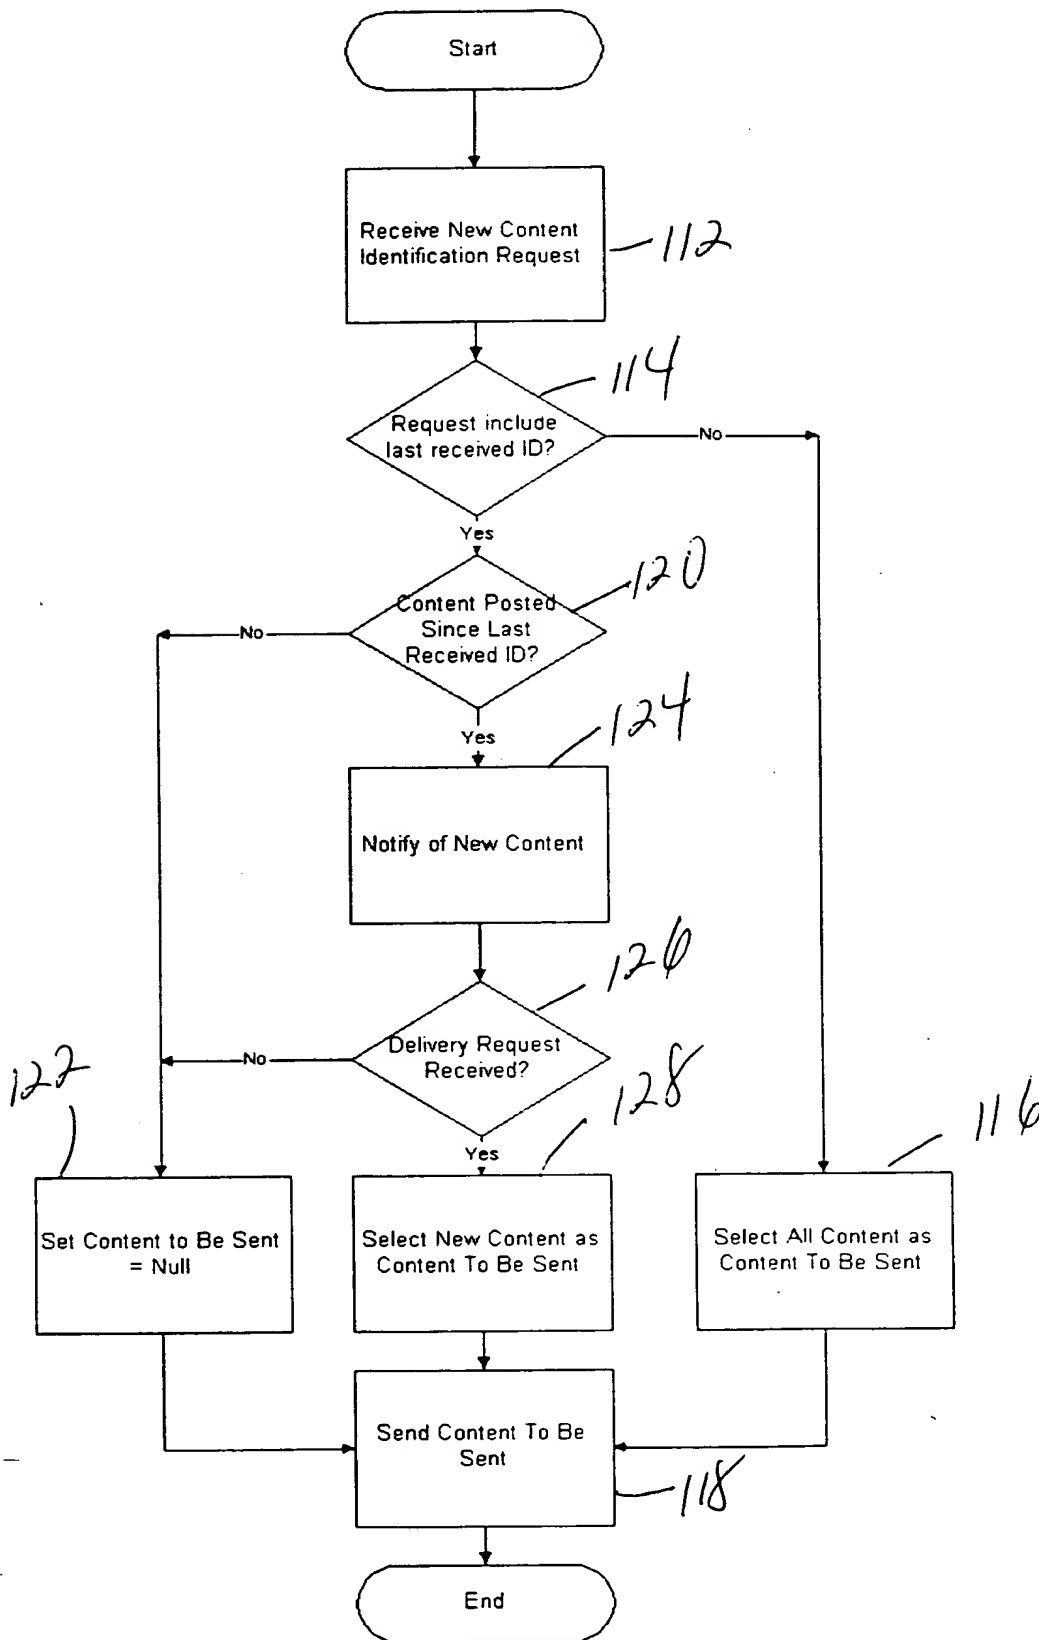 Start
Receive New Content
Identification Request
112
114
Request include
last received ID?
No
Yes
120
Content Posted
Since Last
Received ID?
No
Yes
124
Notify of New Content
126
Delivery Request
Received?
No
122
128
Yes
116
Set Content to Be Sent
= Null
Select New Content as
Content To Be Sent
Select All Content as
Content To Be Sent
Send Content To Be
Sent
118
End